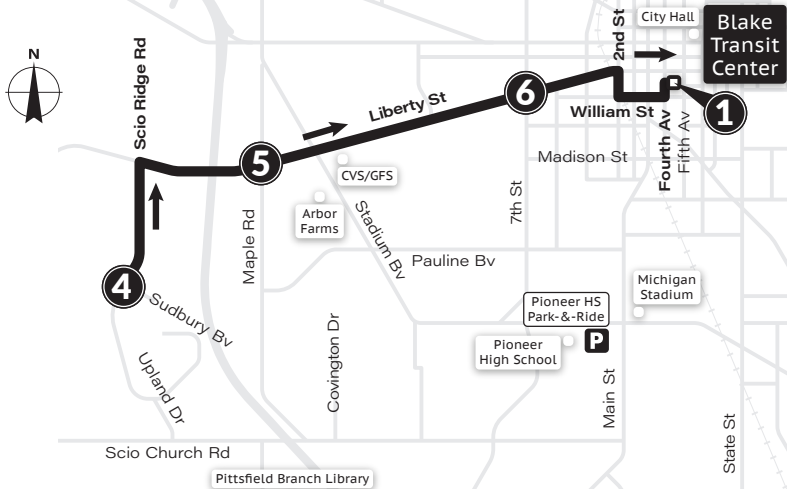 City Hall
Blake
Transit
Center
2nd St
N
Scio Ridge Rd
6
Liberty St
William St
1
Fourth Av
Fifth Av
5
Madison St
CVS/GFS
Arbor
Farms
Stadium Bv
7th St
Maple Rd
Pauline Bv
4
Sudbury Bv
Michigan
Stadium
Pioneer HS
Park-&-Ride
P
Pioneer
High School
Upland Dr
Covington Dr
Main St
State St
Scio Church Rd
Pittsfield Branch Library